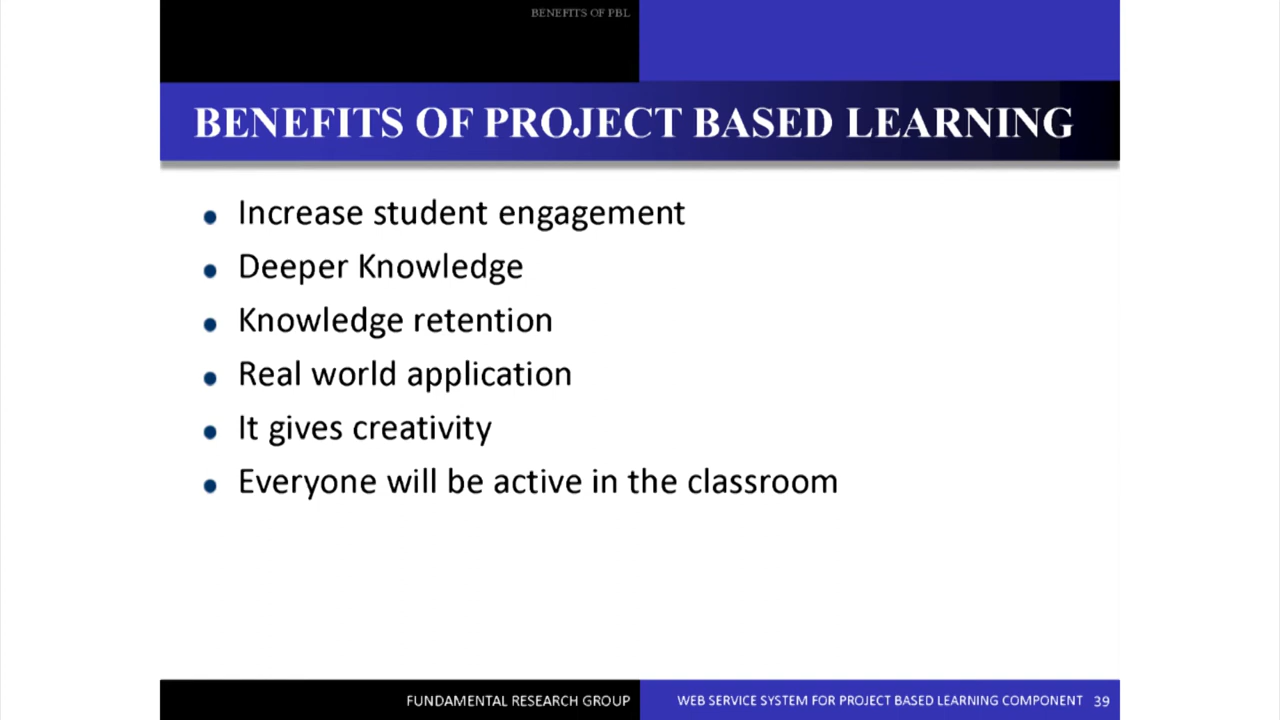 BENEFITS OF PBL
BENEFITS OF PROJECT BASED LEARNING
Increase student engagement
Deeper Knowledge
Knowledge retention
Real world application
It gives creativity
Everyone will be active in the classroom
FUNDAMENTAL RESEARCH GROUP
WEB SERVICE SYSTEM FOR PROJECT BASED LEARNING COMPONENT 39